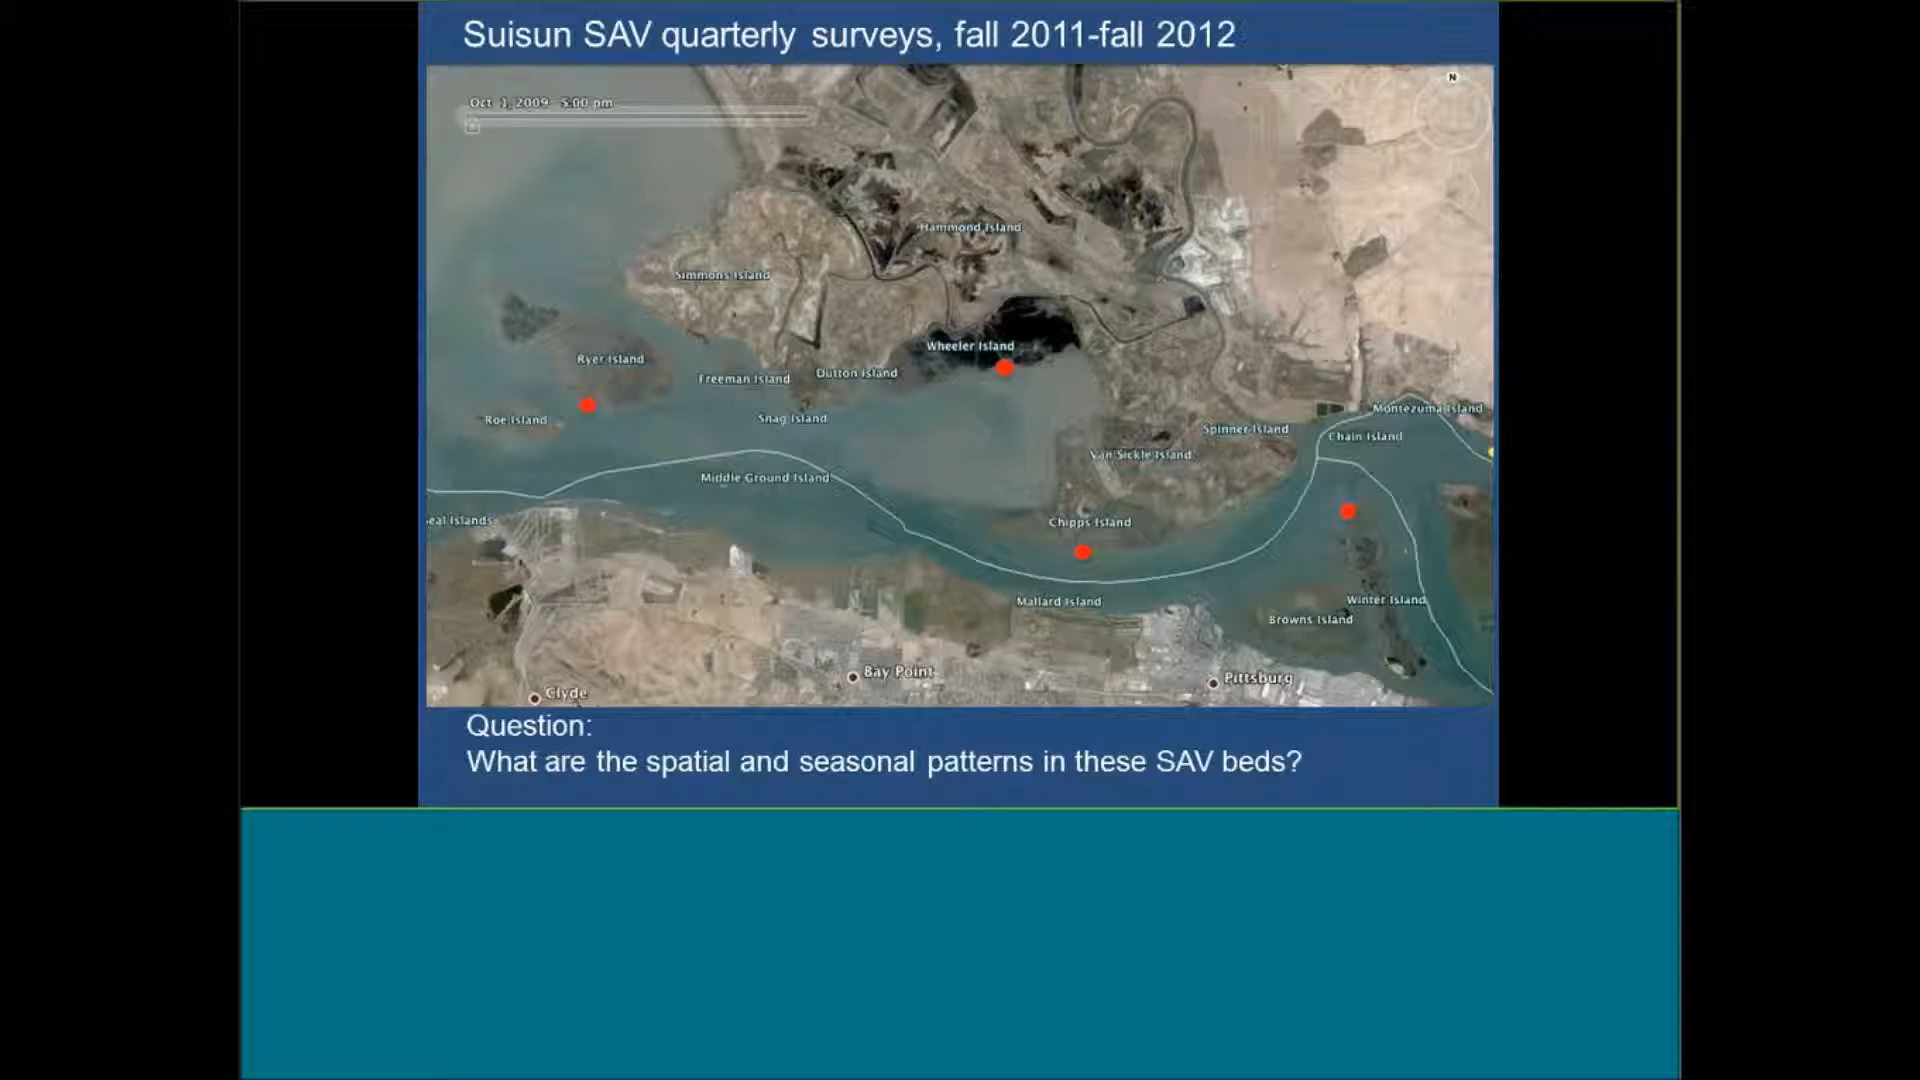 Suisun SAV quarterly surveys, fall 2011-fall 2012
N
Oct 1, 2009 5:00 pm
Hammond Island
Simmons Island
Wheeler Island
Ryer Island
Dutton Island
Freeman Island
Montezuma Island
Snag Island
Roe Island
Spinner Island
Chain Island
Van Sickle Island
Middle Ground Island
eal Islands
Chipps Island
Winter Island
Mallard Island
Browns Island
Bay Point
Pittsburg
Clyde
Question:
What are the spatial and seasonal patterns in these SAV beds?